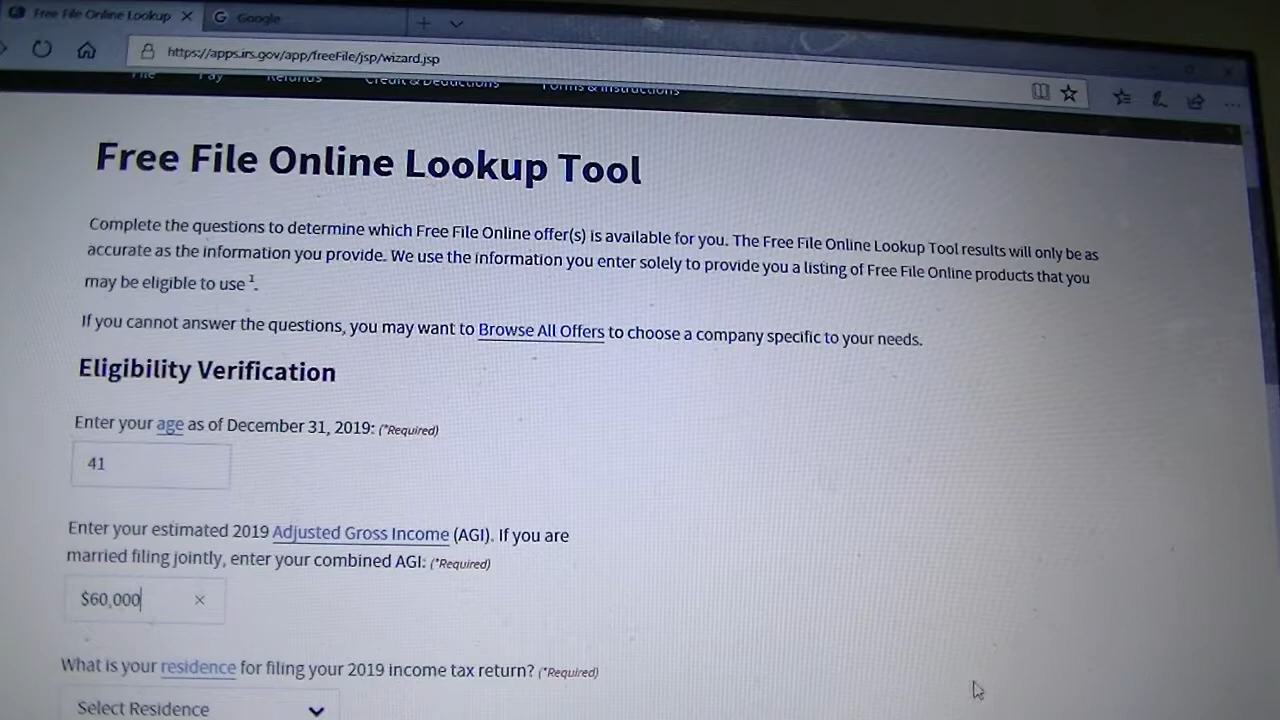 Free File Online Lookup
Google
https://apps.irs.gov/app/freeFile/jsp/wizard.jsp
File Pay Refunds Credit & Deductions Forms & Instructions
Free File Online Lookup Tool
Complete the questions to determine which Free File Online offer(s) is available for you. The Free File Online Lookup Tool results will only be as
accurate as the information you provide. We use the information you enter solely to provide you a listing of Free File Online products that you
may be eligible to use 1.
If you cannot answer the questions, you may want to Browse All Offers to choose a company specific to your needs.
Eligibility Verification
Enter your age as of December 31, 2019: (*Required)
41
Enter your estimated 2019 Adjusted Gross Income (AGI). If you are
married filing jointly, enter your combined AGI: (*Required)
$60,000
What is your residence for filing your 2019 income tax return? (*Required)
Select Residence